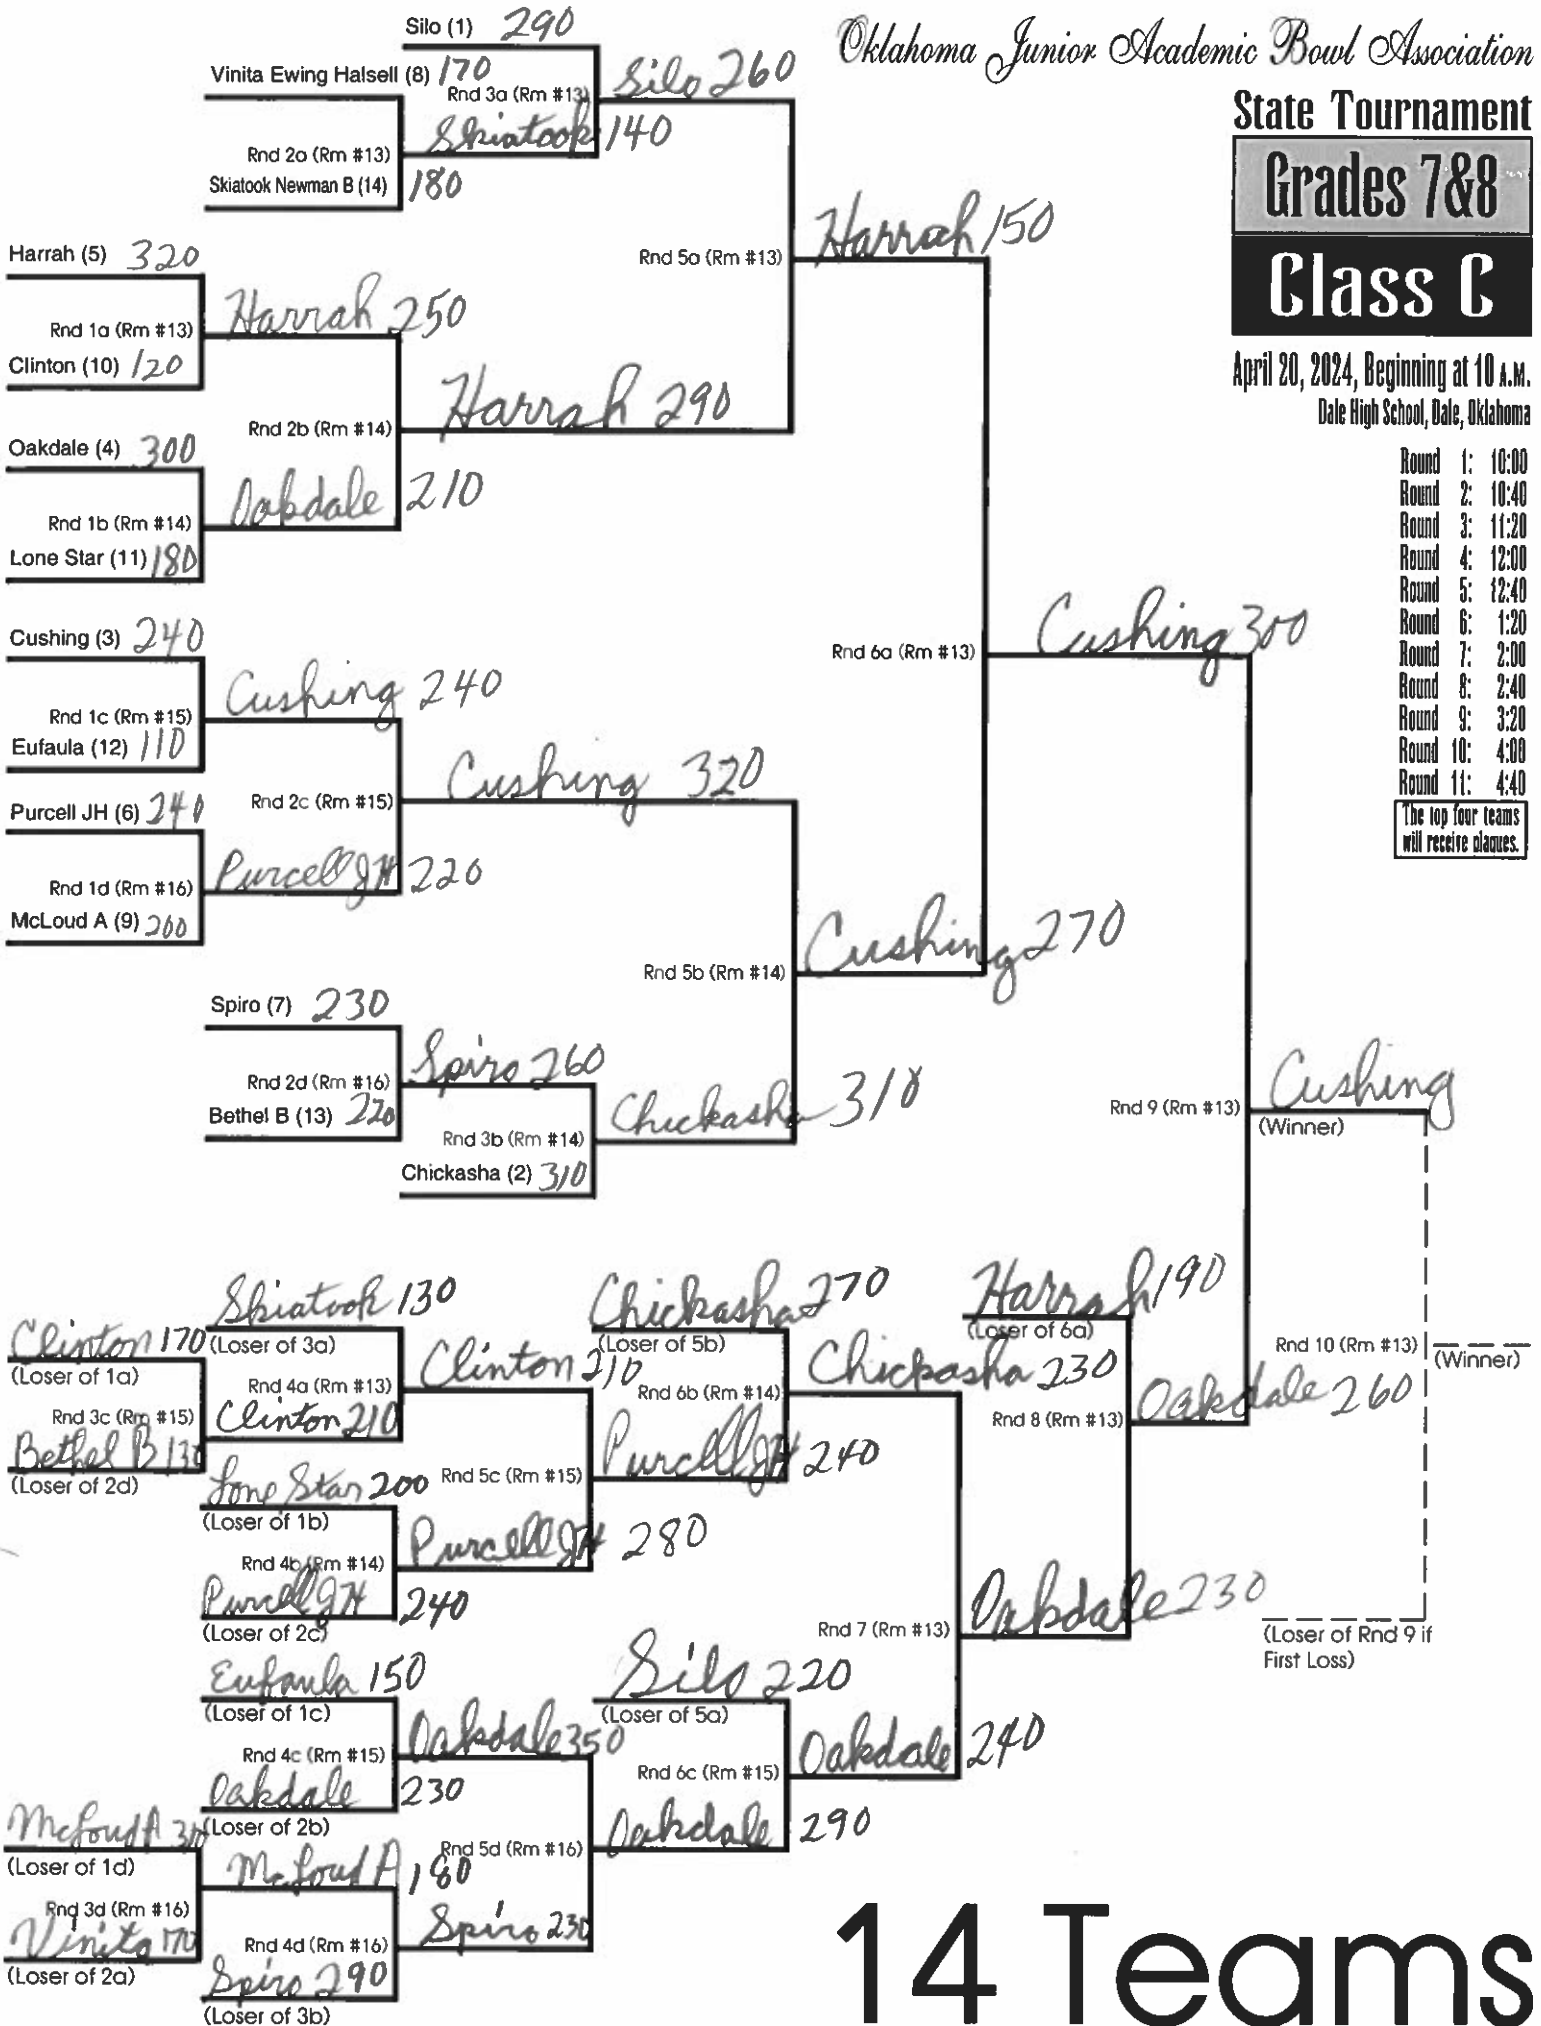 Oklahoma Junior Academic Bowl Association
State Tournament
Grades 7&8
Class C
April 20, 2024, Beginning at 10 A.M.
Dale High School, Dale, Oklahoma
Round 1: 10:00
Round 2: 10:40
Round 3: 11:20
Round 4: 12:00
Round 5: 12:40
Round 6: 1:20
Round 7: 2:00
Round 8: 2:40
Round 9: 3:20
Round 10: 4:00
Round 11: 4:40
The top four teams
will receive plaques.
Silo (1) 290
Vinita Ewing Halsell (8) 170
Rnd 3a (Rm #13)
Silo 260
Skiatook 140
Rnd 2a (Rm #13)
Skiatook Newman B (14) 180
Harrah (5) 320
Rnd 1a (Rm #13)
Clinton (10) 120
Harrah 250
Rnd 5a (Rm #13)
Harrah 150
Rnd 2b (Rm #14)
Harrah 290
Oakdale (4) 300
Rnd 1b (Rm #14)
Lone Star (11) 180
Oakdale 210
Cushing (3) 240
Rnd 1c (Rm #15)
Eufaula (12) 110
Cushing 240
Rnd 6a (Rm #13)
Cushing 300
Rnd 2c (Rm #15)
Cushing 320
Purcell JH (6) 240
Rnd 1d (Rm #16)
McLoud A (9) 200
Purcell JH 220
Rnd 5b (Rm #14)
Cushing 270
Spiro (7) 230
Rnd 2d (Rm #16)
Bethel B (13) 220
Spiro 260
Rnd 3b (Rm #14)
Chickasha (2) 310
Chickasha 310
Rnd 9 (Rm #13)
Cushing
(Winner)
Skiatook 130
(Loser of 3a)
Clinton 170
(Loser of 1a)
Rnd 4a (Rm #13)
Rnd 3c (Rm #15)
Clinton 210
Bethel B 130
(Loser of 2d)
Clinton 210
Chickasha 270
(Loser of 5b)
Rnd 6b (Rm #14)
Chickasha 230
Harrah 190
(Loser of 6a)
Rnd 8 (Rm #13)
Oakdale 260
Rnd 10 (Rm #13)
(Winner)
Lone Star 200
(Loser of 1b)
Rnd 5c (Rm #15)
Purcell JH 240
Rnd 4b (Rm #14)
Purcell JH 280
Purcell JH 240
(Loser of 2c)
Rnd 7 (Rm #13)
Oakdale 230
(Loser of Rnd 9 if
First Loss)
Eufaula 150
(Loser of 1c)
Rnd 4c (Rm #15)
Oakdale 230
(Loser of 2b)
Oakdale 350
Silo 220
(Loser of 5a)
Rnd 6c (Rm #15)
Oakdale 240
McLoud A
(Loser of 1d)
Rnd 5d (Rm #16)
Oakdale 290
McLoud A 180
Rnd 3d (Rm #16)
Vinita 170
(Loser of 2a)
Rnd 4d (Rm #16)
Spiro 230
Spiro 290
(Loser of 3b)
14 Teams